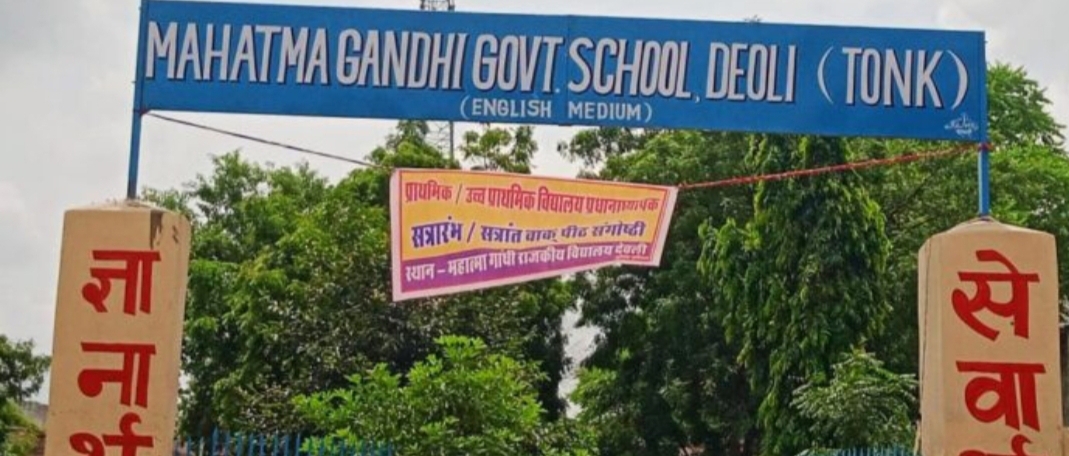 MAHATMA GANDHI GOVT. SCHOOL, DEOLI (TONK)
(ENGLISH MEDIUM)
प्राथमिक / उच्च प्राथमिक विद्यालय प्रधानाध्यापक
सत्रारंभ / सत्रांत वाक् पीठ संगोष्ठी
स्थान – महात्मा गांधी राजकीय विद्यालय देवली
ज्ञा
ना
र्थ
से
वा